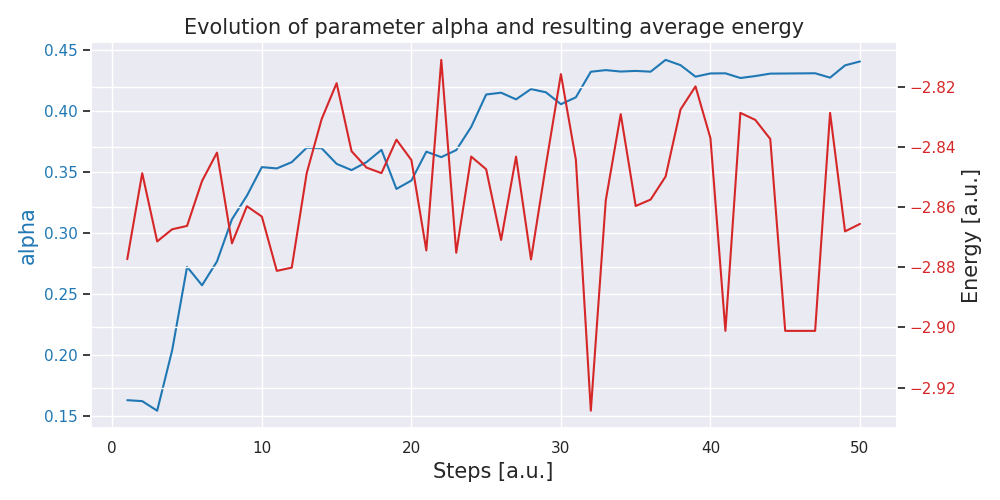 Evolution of parameter alpha and resulting average energy
0.45
0.40
0.35
0.30
0.25
0.20
0.15
alpha
−2.82
−2.84
−2.86
−2.88
−2.90
−2.92
Energy [a.u.]
0 10 20 30 40 50
Steps [a.u.]